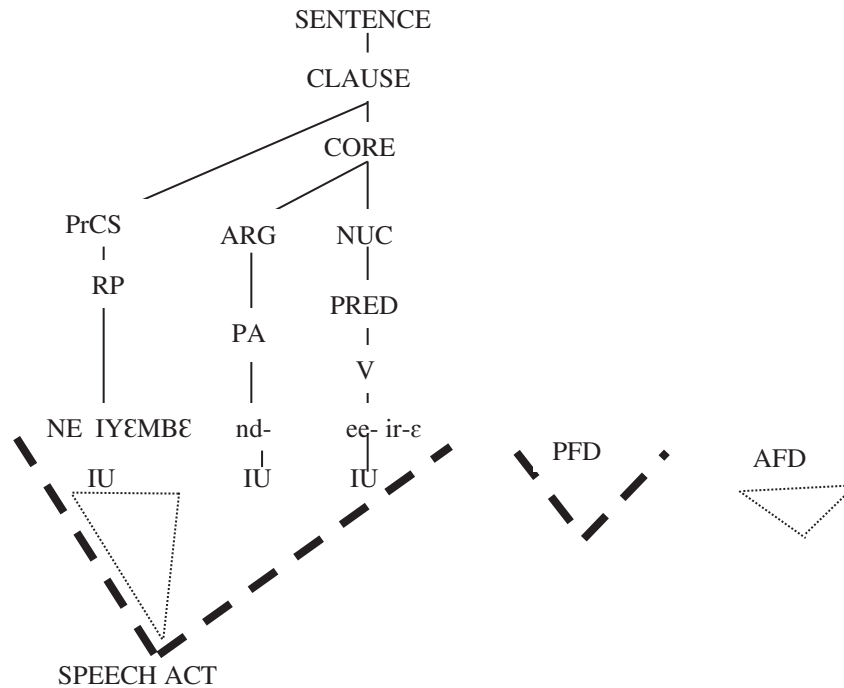 SENTENCE
CLAUSE
CORE
PrCS ARG NUC
RP
PRED
PA
V
NE IYƐMBƐ nd- ee- ir-ɛ
PFD AFD
IU IU IU
SPEECH ACT